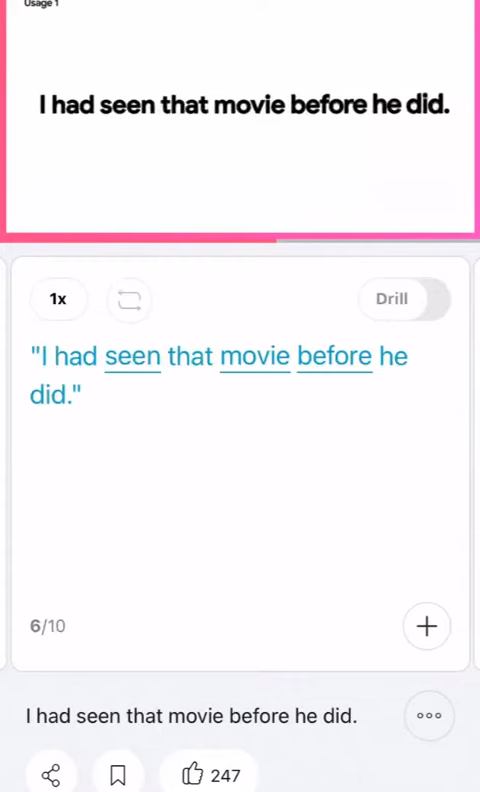 Usage 1
I had seen that movie before he did.
1x
Drill
"I had seen that movie before he
did."
6/10
I had seen that movie before he did.
247